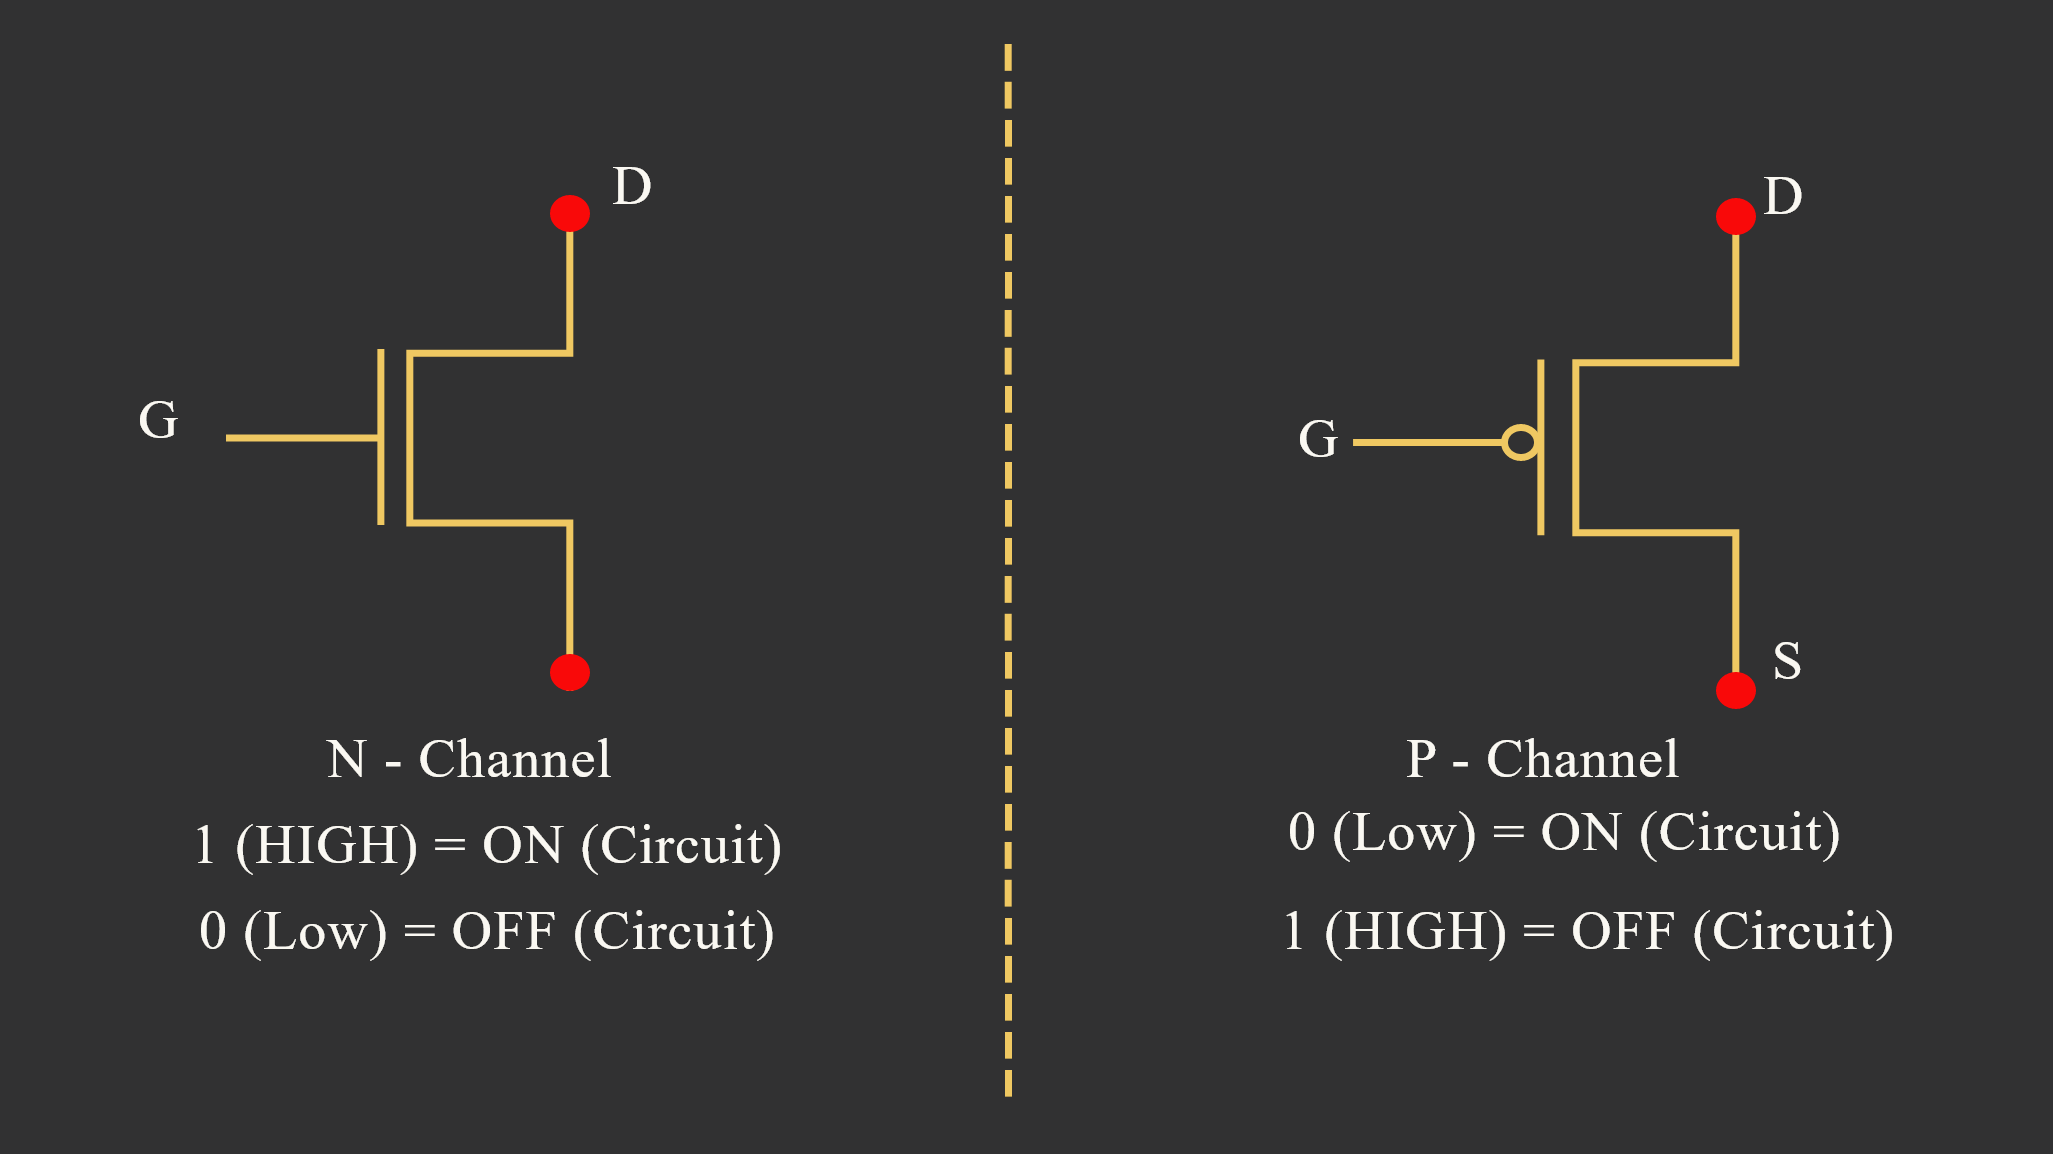 D
G
N - Channel
1 (HIGH) = ON (Circuit)
0 (Low) = OFF (Circuit)
D
G
S
P - Channel
0 (Low) = ON (Circuit)
1 (HIGH) = OFF (Circuit)